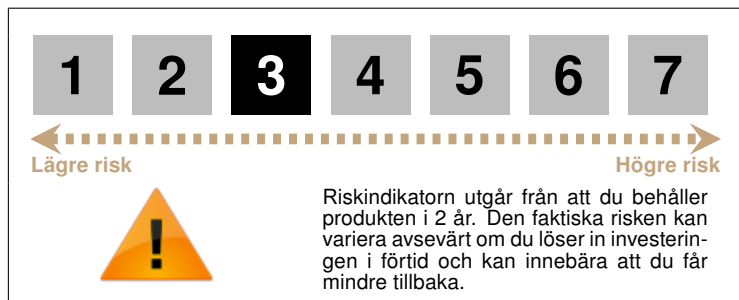 1 2 3 4 5 6 7
Lägre risk Högre risk
!
Riskindikatorn utgår från att du behåller
produkten i 2 år. Den faktiska risken kan
variera avsevärt om du löser in investerin-
gen i förtid och kan innebära att du får
mindre tillbaka.